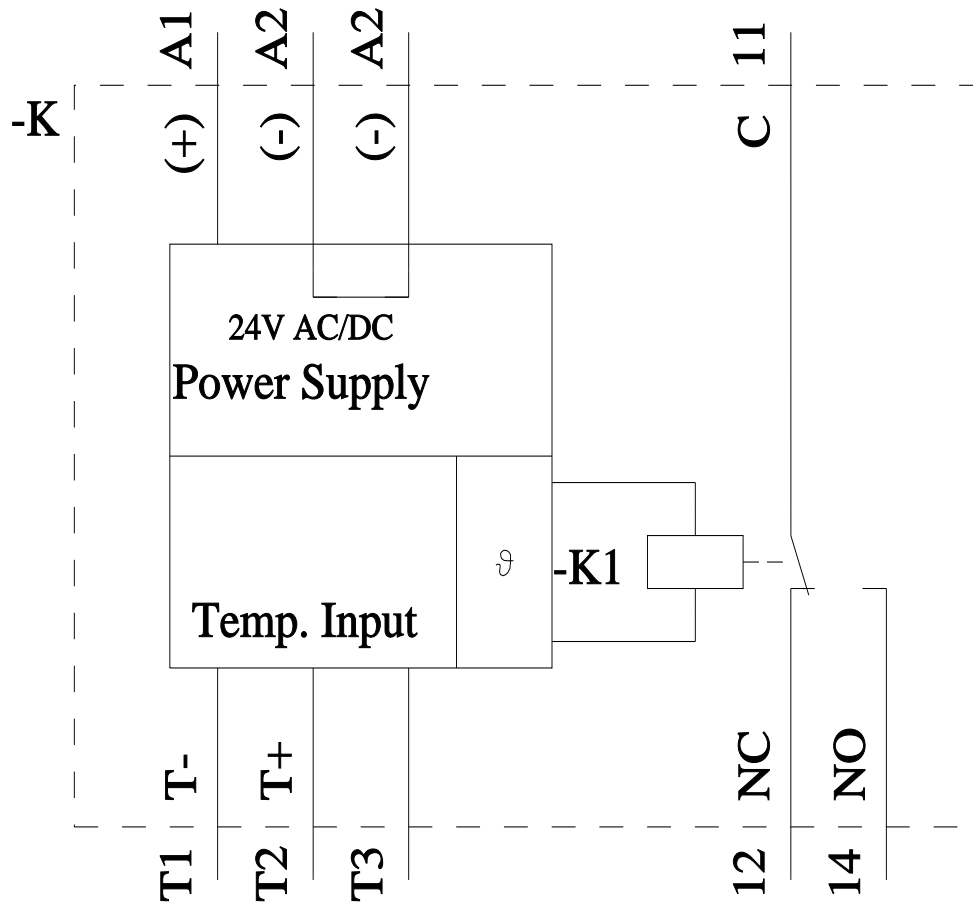 A1
A2
A2
11
-K
(+)
(-)
(-)
C
24V AC/DC
Power Supply
ϑ
-K1
Temp. Input
T-
T+
NC
NO
T1
T2
T3
12
14